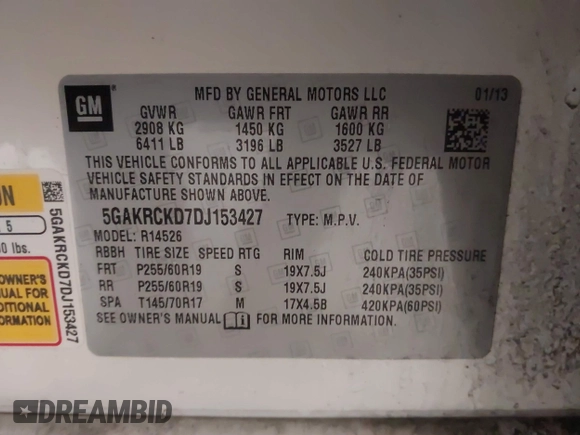 GM
MFD BY GENERAL MOTORS LLC 01/13
GVWR GAWR FRT GAWR RR
2908 KG 1450 KG 1600 KG
6411 LB 3196 LB 3527 LB
THIS VEHICLE CONFORMS TO ALL APPLICABLE U.S. FEDERAL MOTOR
VEHICLE SAFETY STANDARDS IN EFFECT ON THE DATE OF
MANUFACTURE SHOWN ABOVE.
5GAKRCKD7DJ153427 TYPE: M.P.V.
MODEL: R14526
RBBH TIRE SIZE SPEED RTG RIM COLD TIRE PRESSURE
FRT P255/60R19 S 19X7.5J 240KPA(35PSI)
RR P255/60R19 S 19X7.5J 240KPA(35PSI)
SPA T145/70R17 M 17X4.5B 420KPA(60PSI)
SEE OWNER'S MANUAL FOR MORE INFORMATION.
5
lbs.
OWNER'S
MANUAL FOR
5GAKRCKD7DJ153427
DREAMBID